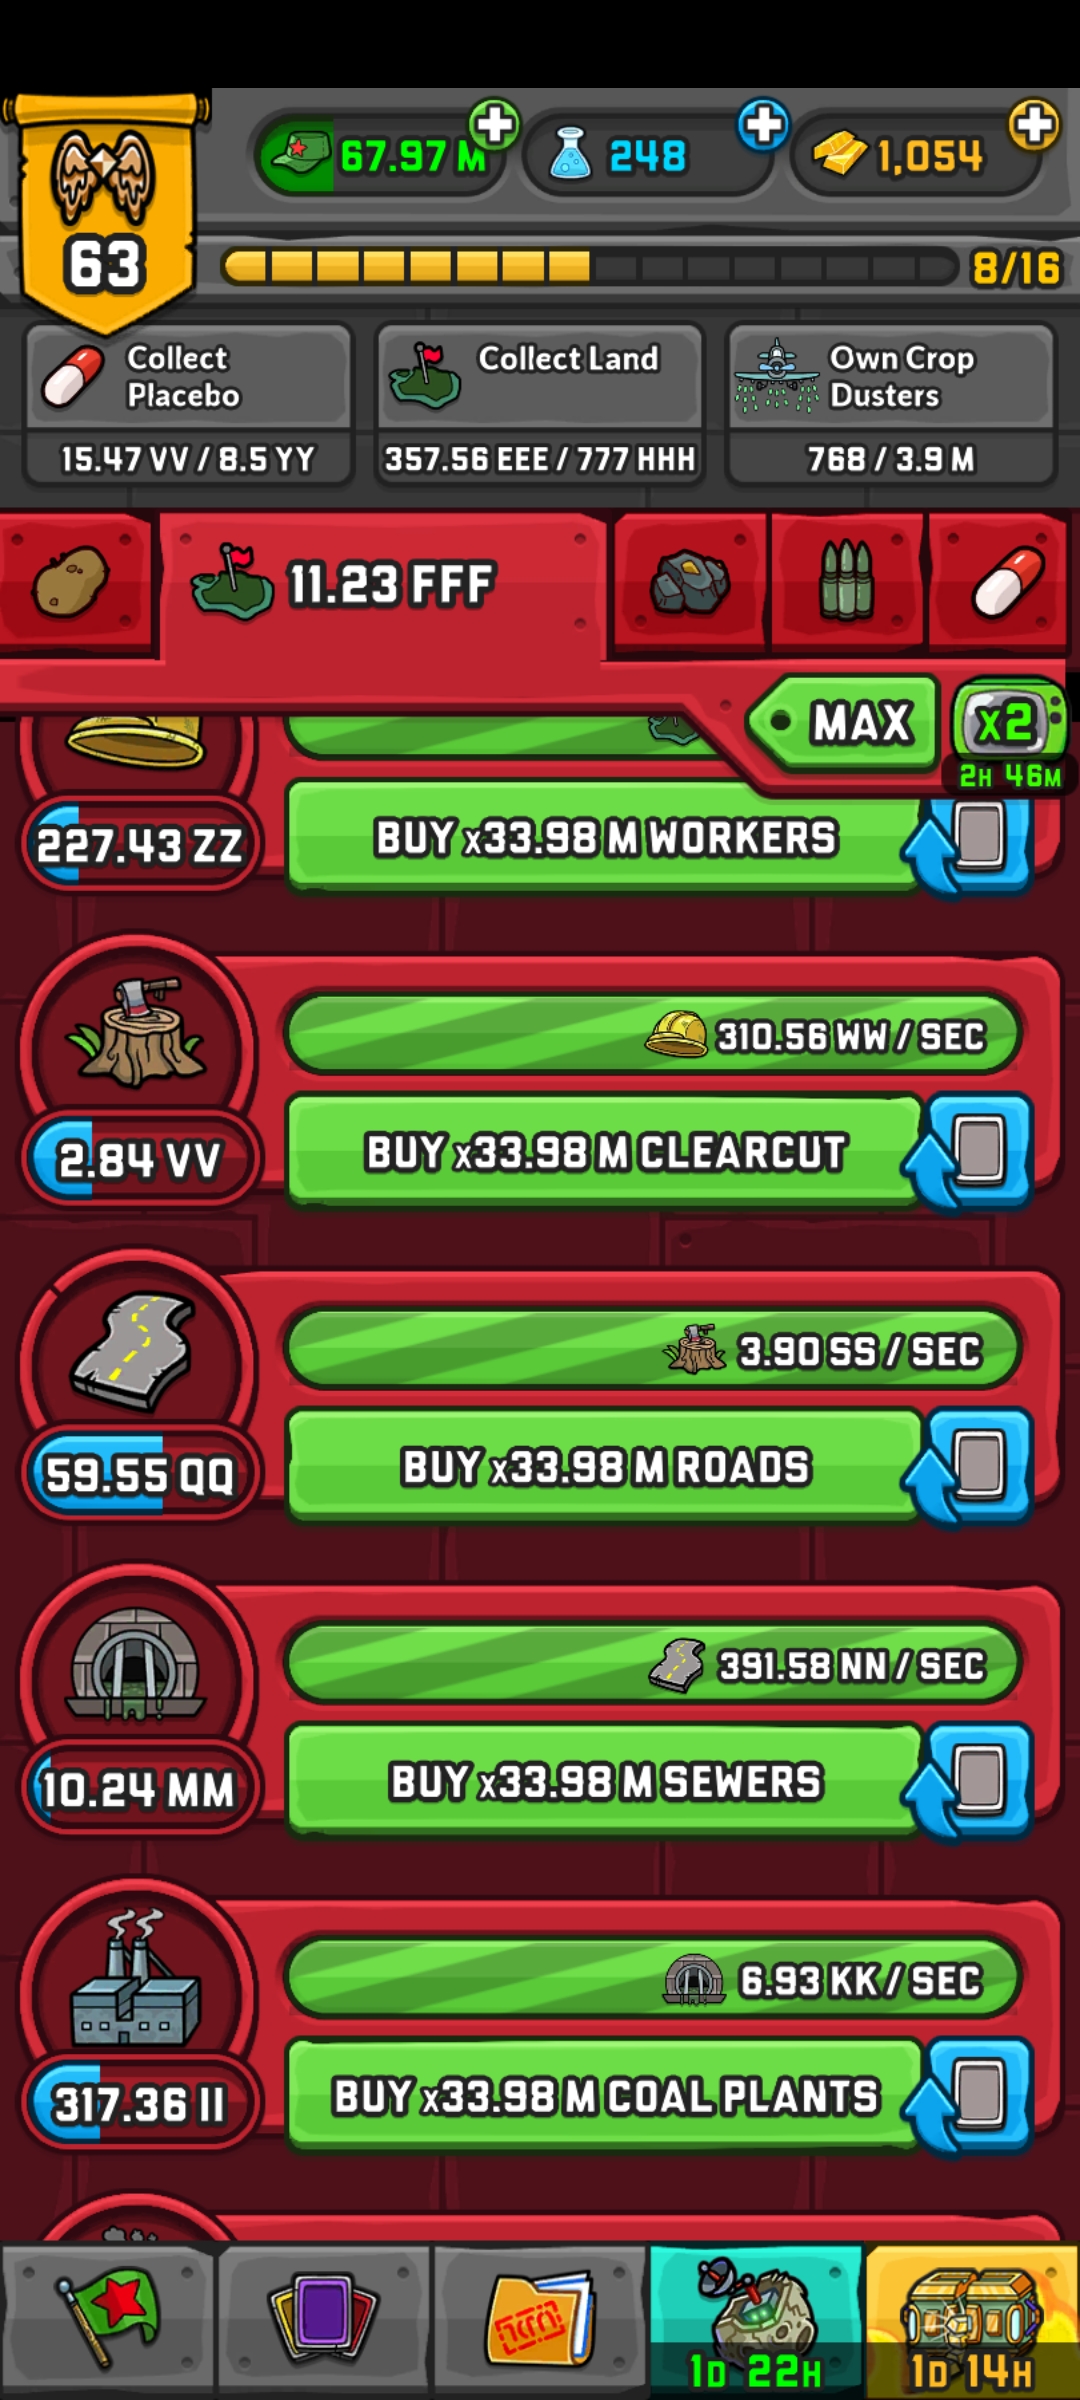 67.97 M
248
1,054
63
8/16
Collect
Placebo
15.47 VV / 8.5 YY
Collect Land
357.56 EEE / 777 HHH
Own Crop
Dusters
768 / 3.9 M
11.23 FFF
MAX
x2
2H 46M
227.43 ZZ
BUY x33.98 M WORKERS
310.56 WW / SEC
2.84 VV
BUY x33.98 M CLEARCUT
3.90 SS / SEC
59.55 QQ
BUY x33.98 M ROADS
391.58 NN / SEC
10.24 MM
BUY x33.98 M SEWERS
6.93 KK / SEC
317.36 II
BUY x33.98 M COAL PLANTS
1D 22H
1D 14H